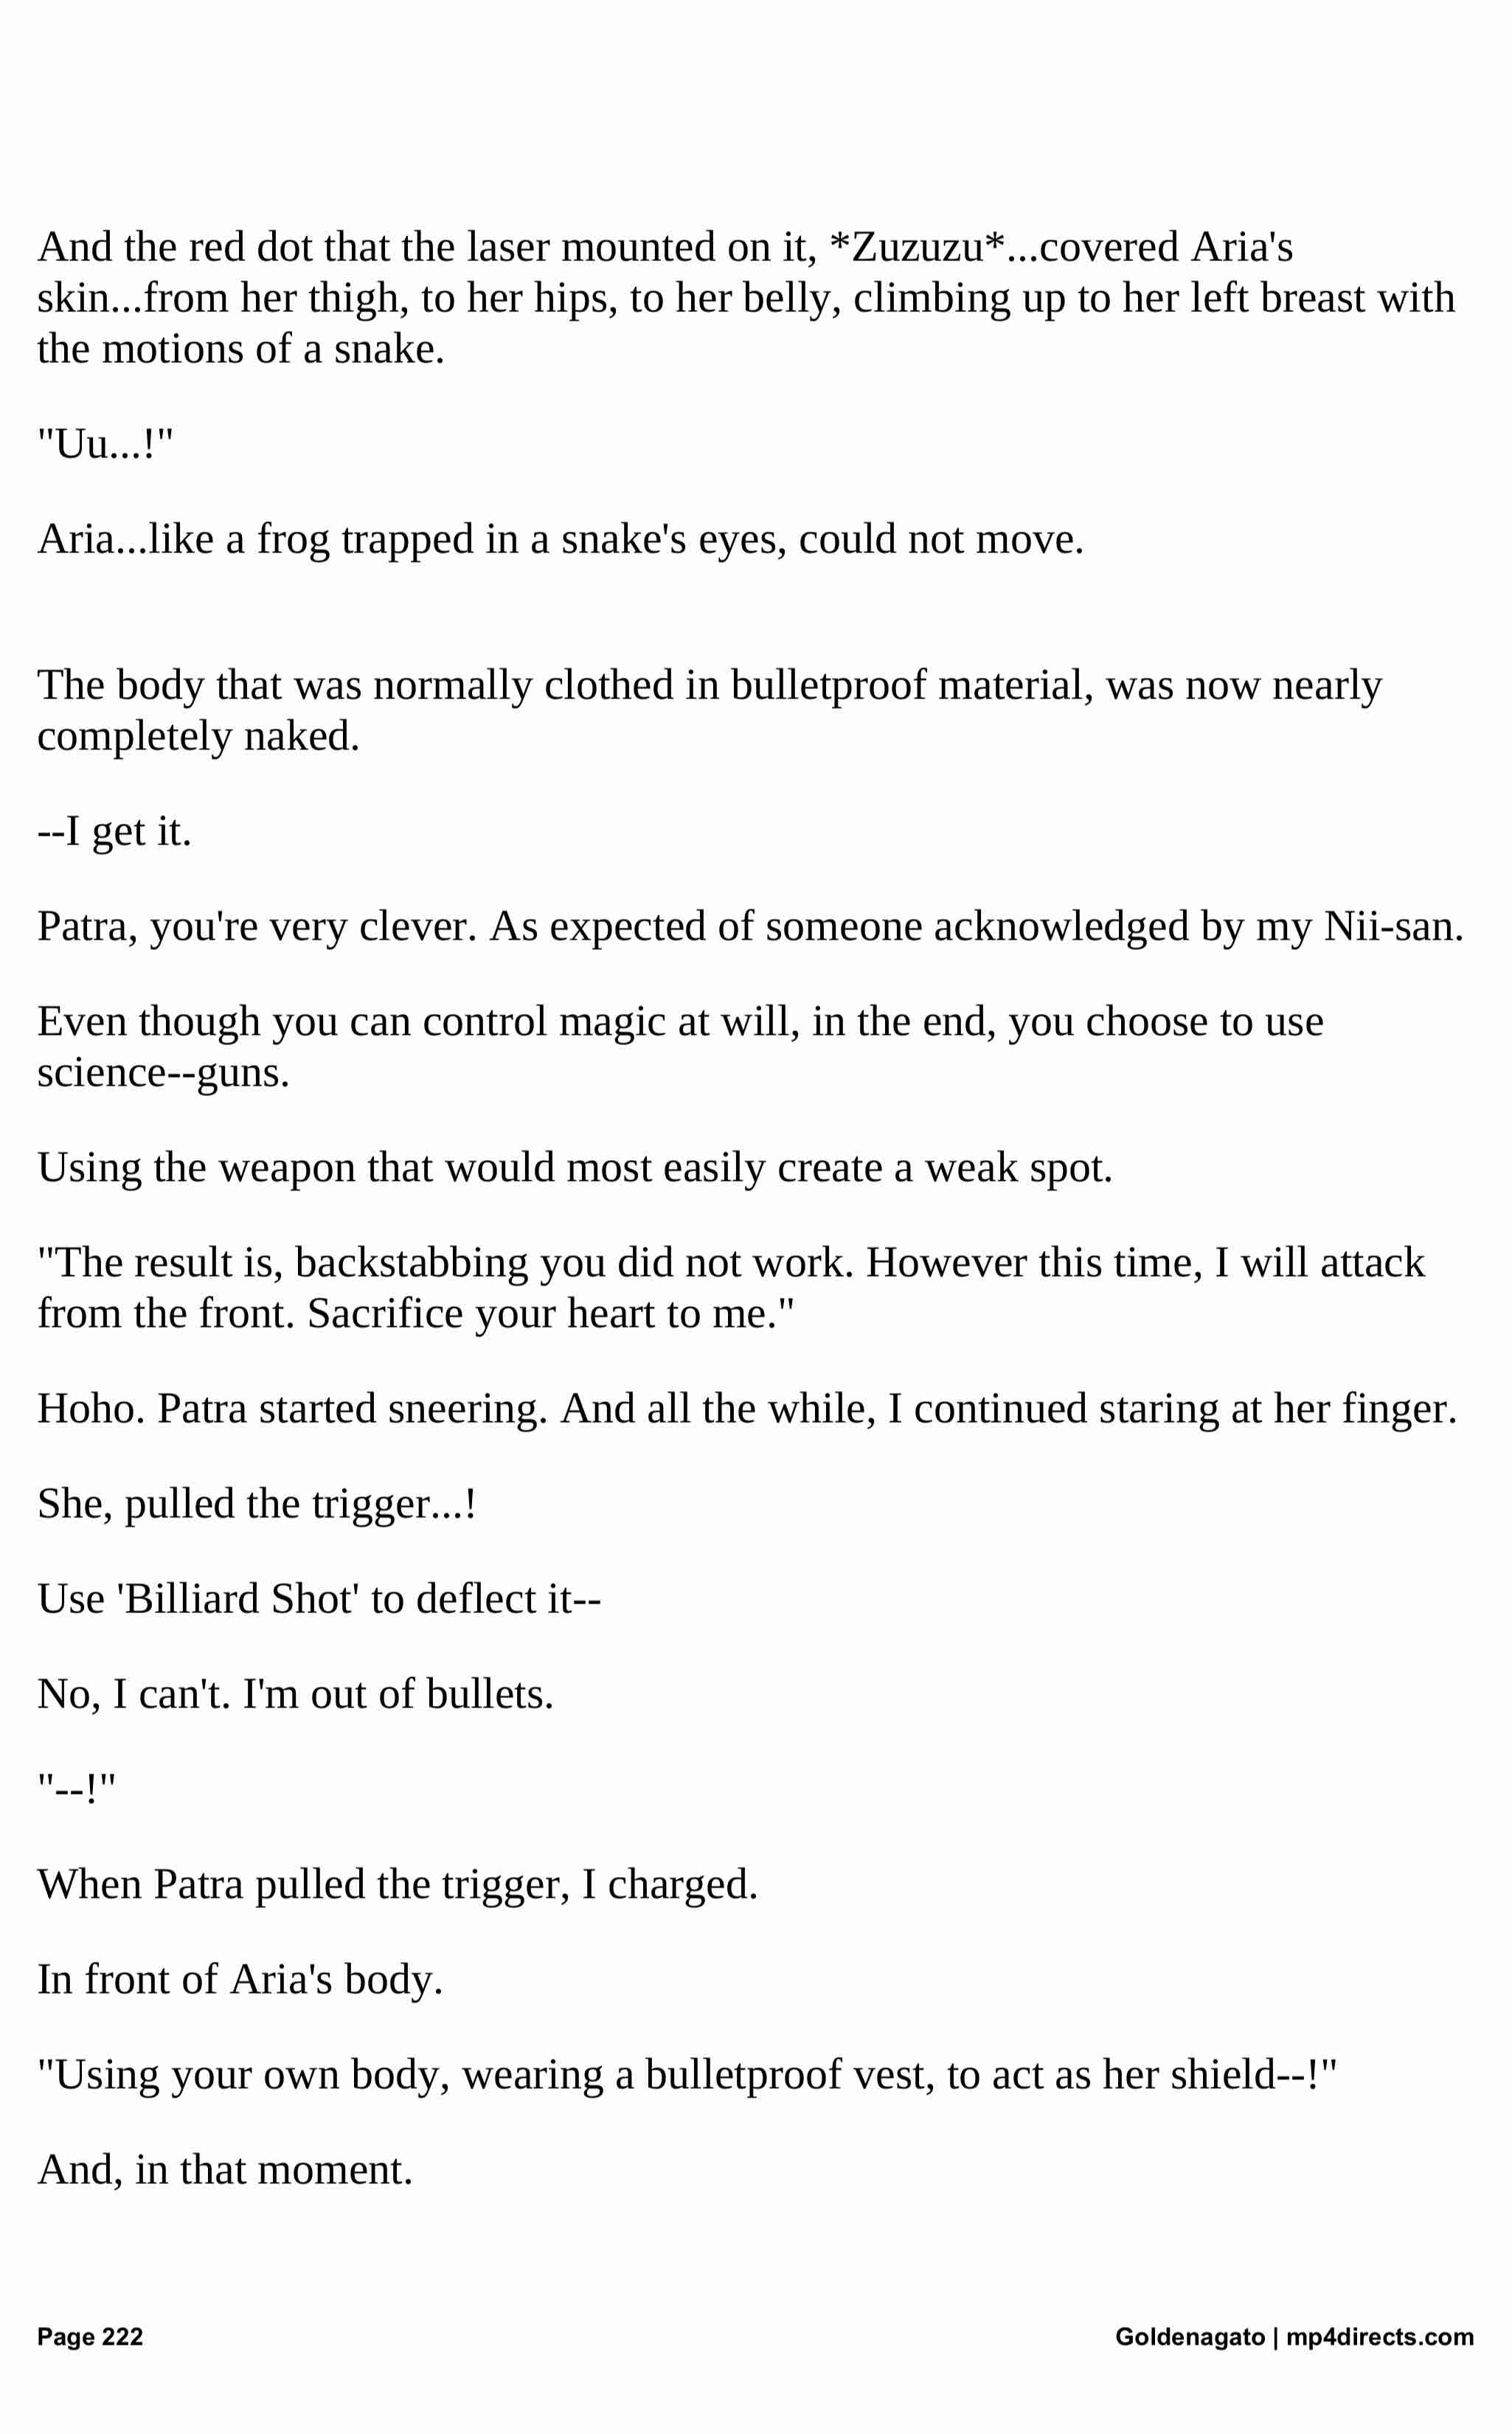 And the red dot that the laser mounted on it, *Zuzuzu*...covered Aria's
skin...from her thigh, to her hips, to her belly, climbing up to her left breast with
the motions of a snake.
"Uu...!"
Aria...like a frog trapped in a snake's eyes, could not move.
The body that was normally clothed in bulletproof material, was now nearly
completely naked.
--I get it.
Patra, you're very clever. As expected of someone acknowledged by my Nii-san.
Even though you can control magic at will, in the end, you choose to use
science--guns.
Using the weapon that would most easily create a weak spot.
"The result is, backstabbing you did not work. However this time, I will attack
from the front. Sacrifice your heart to me."
Hoho. Patra started sneering. And all the while, I continued staring at her finger.
She, pulled the trigger...!
Use 'Billiard Shot' to deflect it--
No, I can't. I'm out of bullets.
"--!"
When Patra pulled the trigger, I charged.
In front of Aria's body.
"Using your own body, wearing a bulletproof vest, to act as her shield--!"
And, in that moment.
Page 222
Goldenagato | mp4directs.com